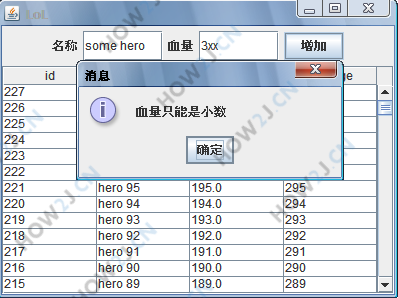 LoL
名称 some hero 血量 3xx 增加
id ge
227
226
225
224
223
222
221 hero 95 195.0 295
220 hero 94 194.0 294
219 hero 93 193.0 293
218 hero 92 192.0 292
217 hero 91 191.0 291
216 hero 90 190.0 290
215 hero 89 189.0 289
消息
血量只能是小数
确定
HOW2J.CN
HOW2J.CN
HOW2J.CN
HOW2J.CN